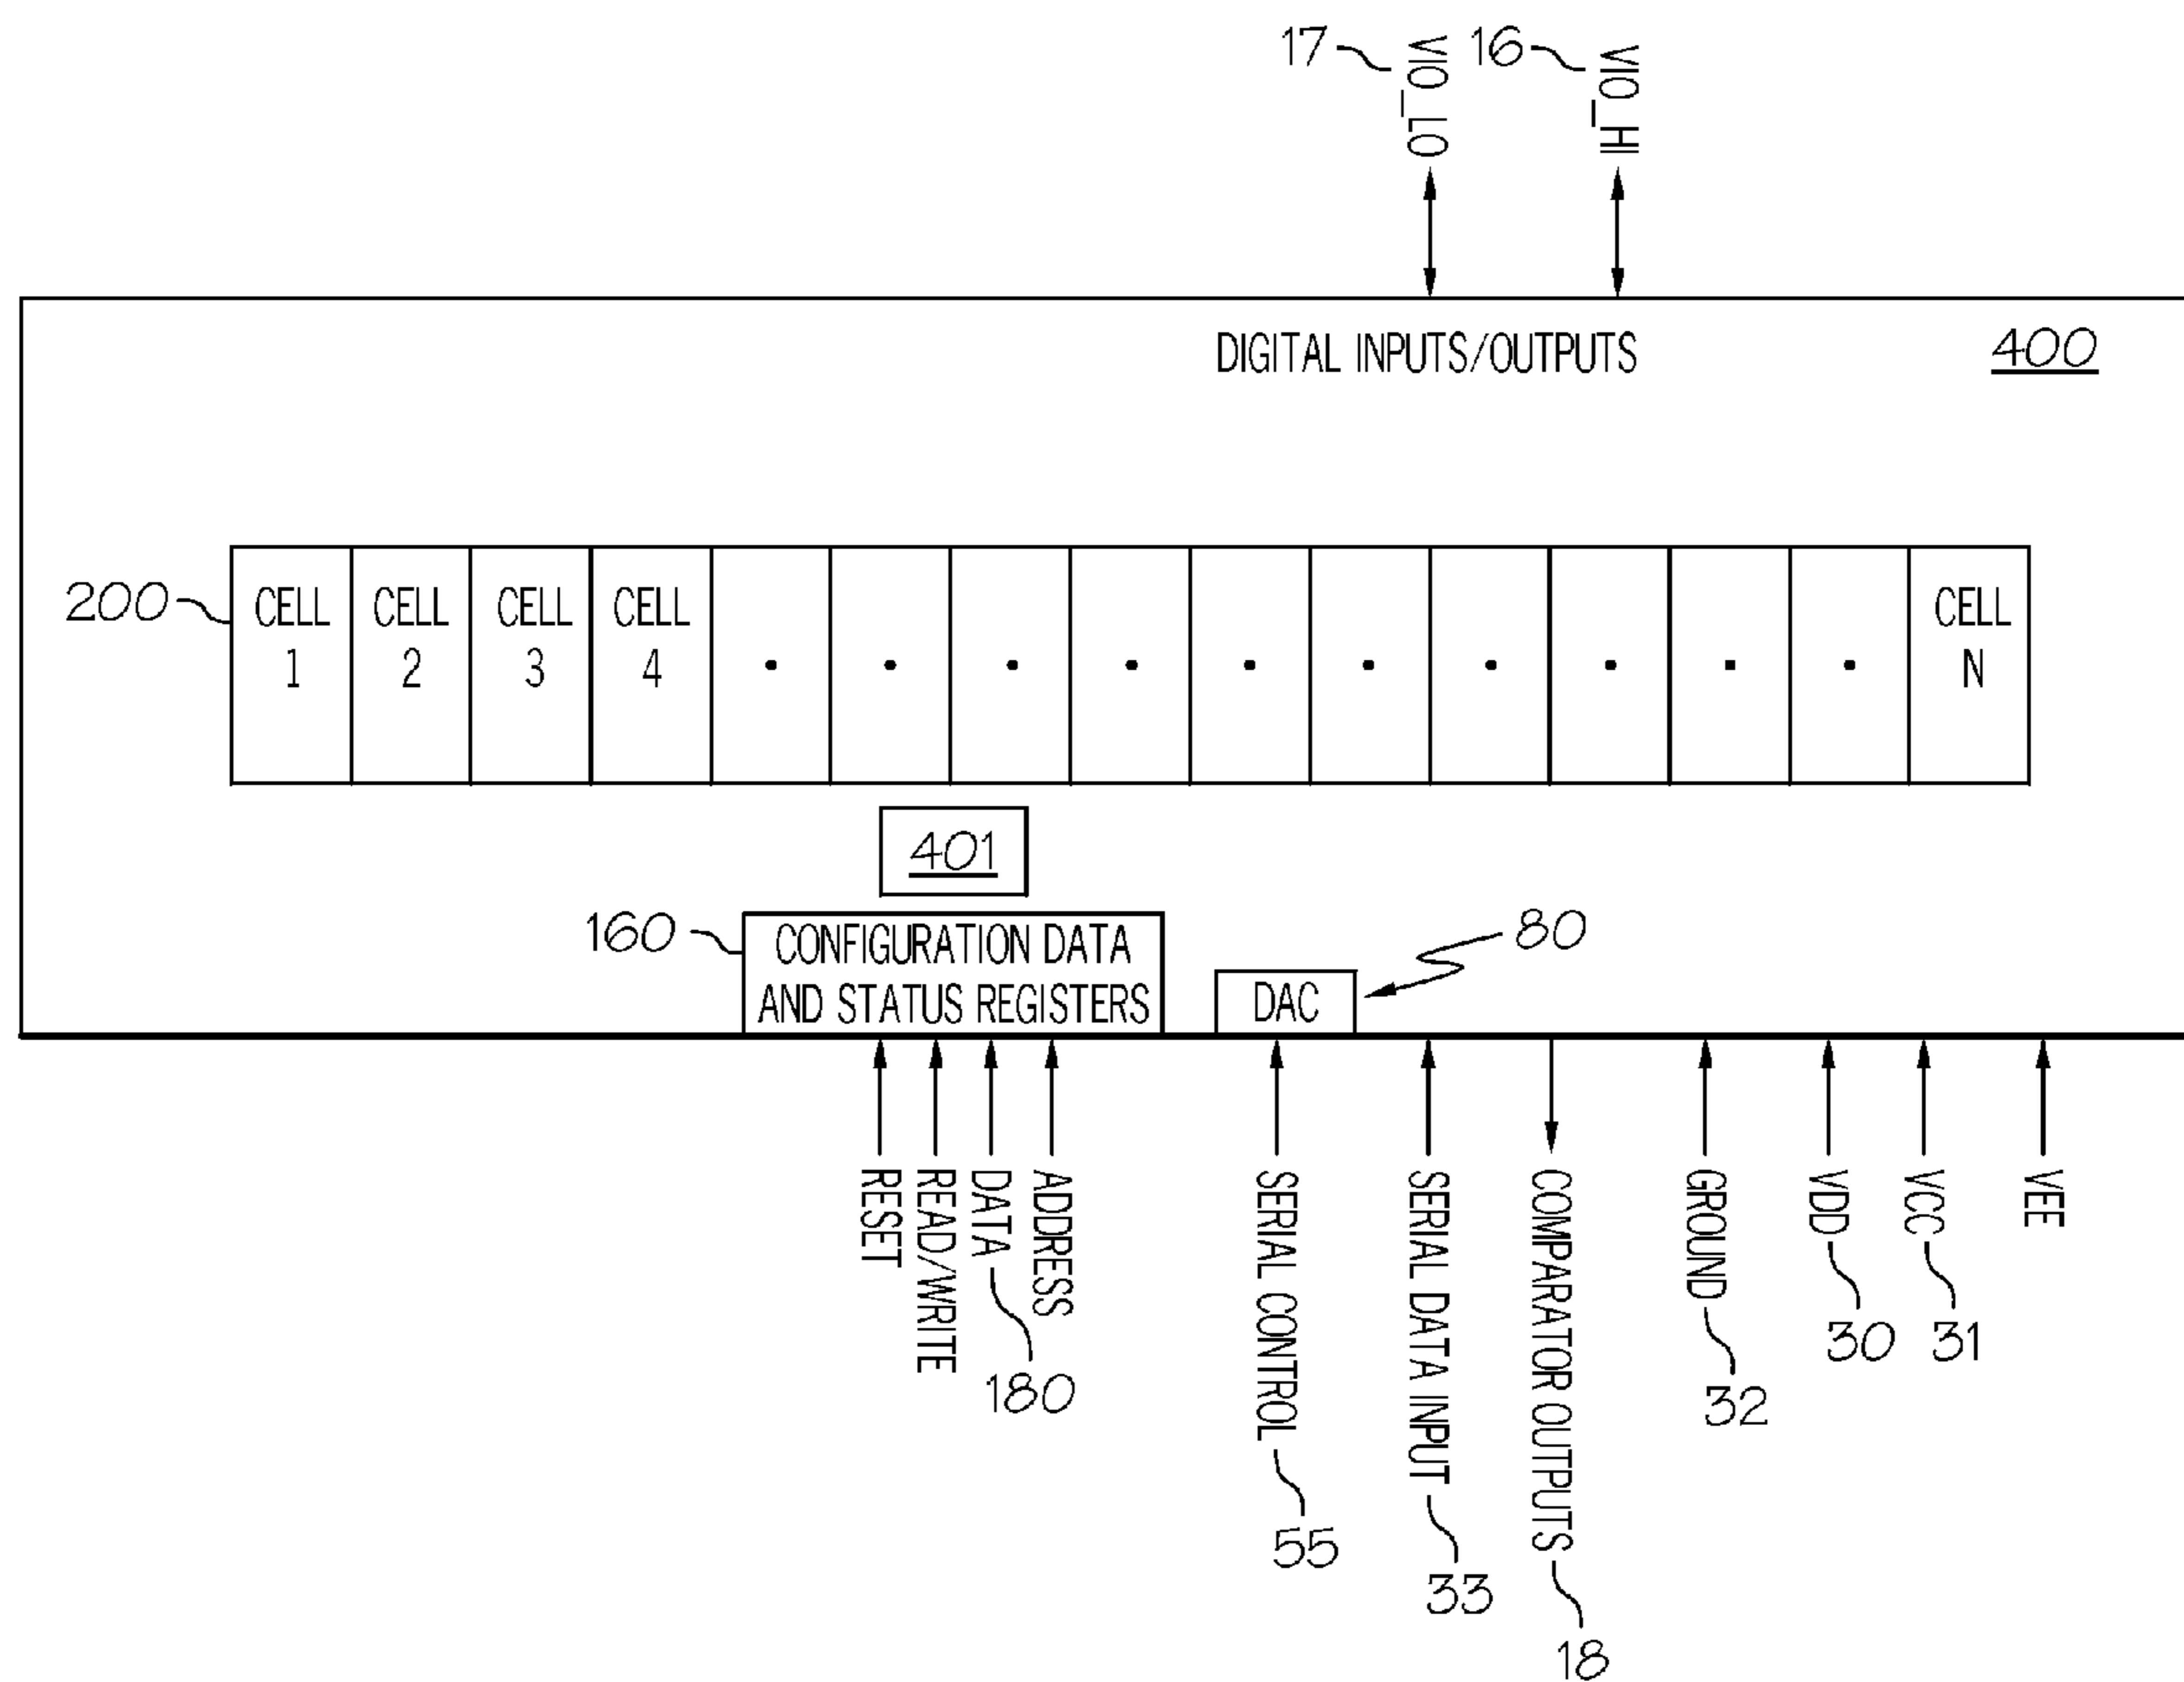 17
VIO_LO
16
VIO_HI
DIGITAL INPUTS/OUTPUTS
400
200
CELL
1
CELL
2
CELL
3
CELL
4
CELL
N
401
160
CONFIGURATION DATA
AND STATUS REGISTERS
DAC
80
RESET
READ/WRITE
DATA
180
ADDRESS
SERIAL CONTROL
55
SERIAL DATA INPUT
33
COMPARATOR OUTPUTS
18
GROUND
32
VDD
30
VCC
31
VEE